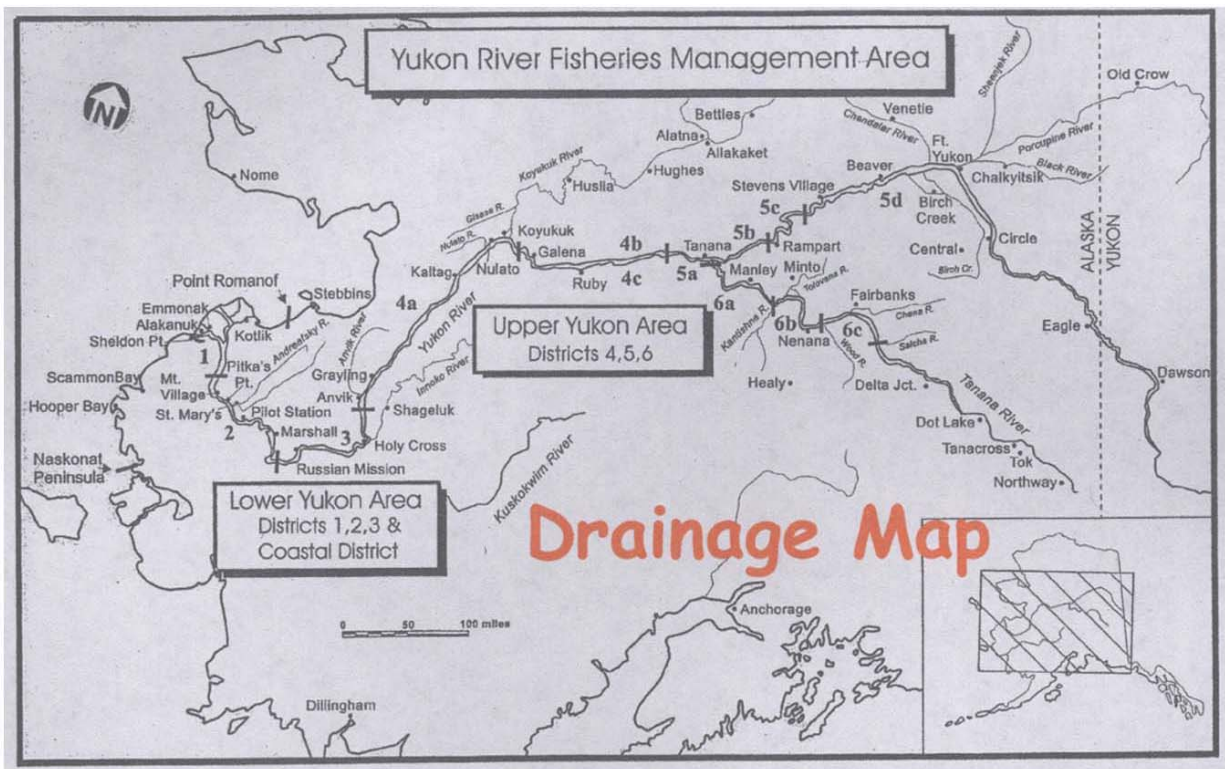 Yukon River Fisheries Management Area
N
Nome
Bettles
Alatna
Allakaket
Hughes
Koyukuk River
Huslia
Venetie
Chandalar River
Sheenjek River
Old Crow
Porcupine River
Ft.
Yukon
Black River
Chalkyitsik
Beaver
Stevens Village
5d
Birch
Creek
5c
Gisasa R.
Nulato R.
Koyukuk
Galena
Nulato
Kaltag
4a
4b
4c
Ruby
Tanana
5a
5b
Rampart
Central
Circle
Birch Cr.
ALASKA
YUKON
Manley
Minto
Tolovana R.
6a
Kantishna R.
6b
Nenana
Wood R.
Fairbanks
Chena R.
6c
Salcha R.
Eagle
Dawson
Healy
Delta Jct.
Tanana River
Dot Lake
Tanacross
Tok
Northway
Point Romanof
Stebbins
Emmonak
Alakanuk
Sheldon Pt.
Kotlik
1
Andreafsky R.
Anvik River
Yukon River
Innoko River
Pitka's
Pt.
Scammon Bay
Mt.
Village
Hooper Bay
St. Mary's
Pilot Station
2
Grayling
Anvik
Shageluk
Marshall
3
Holy Cross
Russian Mission
Naskonat
Peninsula
Kuskokwim River
Upper Yukon Area
Districts 4,5,6
Lower Yukon Area
Districts 1,2,3 &
Coastal District
Drainage Map
0
100 miles
Anchorage
Dillingham